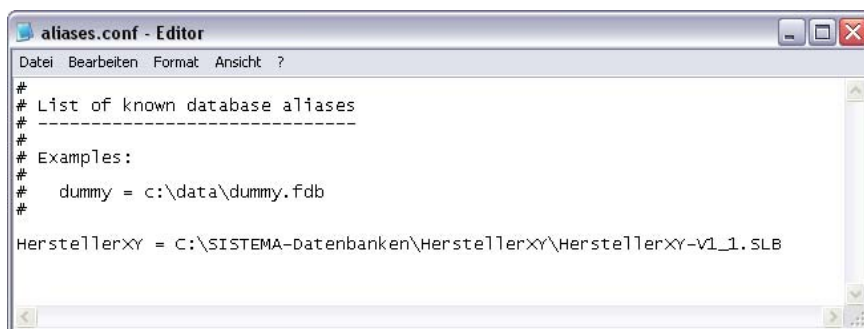 aliases.conf - Editor
Datei Bearbeiten Format Ansicht ?
#
# List of known database aliases
# ------------------------------
#
# Examples:
#
#   dummy = c:\data\dummy.fdb
#
HerstellerXY = C:\SISTEMA-Datenbanken\HerstellerXY\HerstellerXY-V1_1.SLB